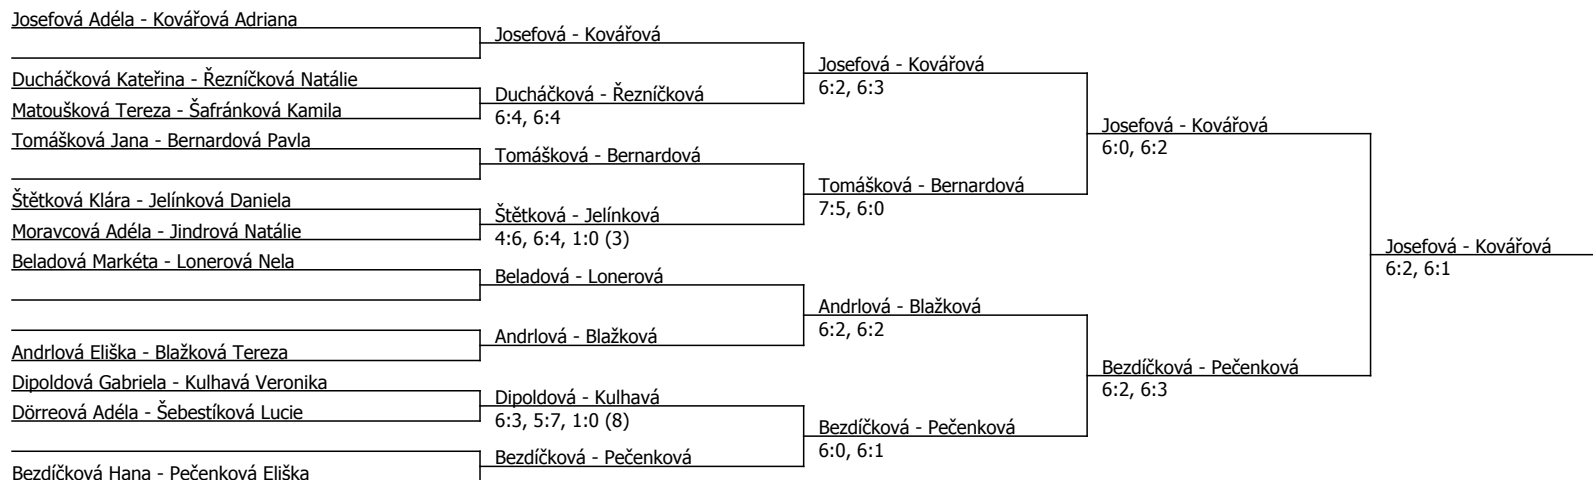 Josefová Adéla - Kovářová Adriana
Ducháčková Kateřina - Řezníčková Natálie
Matoušková Tereza - Šafránková Kamila
Tomášková Jana - Bernardová Pavla
Štětková Klára - Jelínková Daniela
Moravcová Adéla - Jindrová Natálie
Beladová Markéta - Lonerová Nela
Andrlová Eliška - Blažková Tereza
Dipoldová Gabriela - Kulhavá Veronika
Dörreová Adéla - Šebestíková Lucie
Bezdíčková Hana - Pečenková Eliška
Josefová - Kovářová
Ducháčková - Řezníčková
6:4, 6:4
Tomášková - Bernardová
Štětková - Jelínková
4:6, 6:4, 1:0 (3)
Beladová - Lonerová
Andrlová - Blažková
Dipoldová - Kulhavá
6:3, 5:7, 1:0 (8)
Bezdíčková - Pečenková
Josefová - Kovářová
6:2, 6:3
Tomášková - Bernardová
7:5, 6:0
Andrlová - Blažková
6:2, 6:2
Bezdíčková - Pečenková
6:0, 6:1
Josefová - Kovářová
6:0, 6:2
Bezdíčková - Pečenková
6:2, 6:3
Josefová - Kovářová
6:2, 6:1